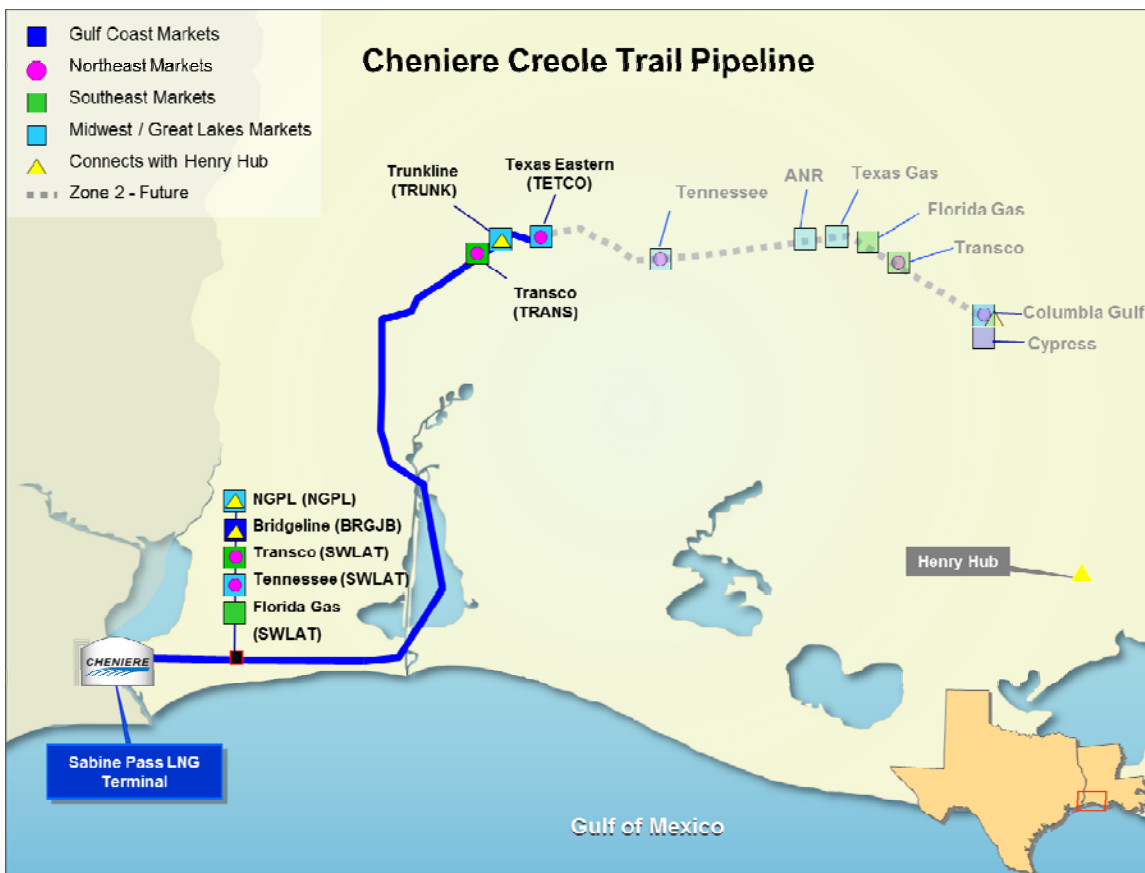 Gulf Coast Markets
Northeast Markets
Southeast Markets
Midwest / Great Lakes Markets
Connects with Henry Hub
Zone 2 - Future
Cheniere Creole Trail Pipeline
Trunkline
(TRUNK)
Texas Eastern
(TETCO)
Transco
(TRANS)
Tennessee
ANR
Texas Gas
Florida Gas
Transco
Columbia Gulf
Cypress
NGPL (NGPL)
Bridgeline (BRGJB)
Transco (SWLAT)
Tennessee (SWLAT)
Florida Gas
(SWLAT)
Henry Hub
CHENIERE
Sabine Pass LNG
Terminal
Gulf of Mexico